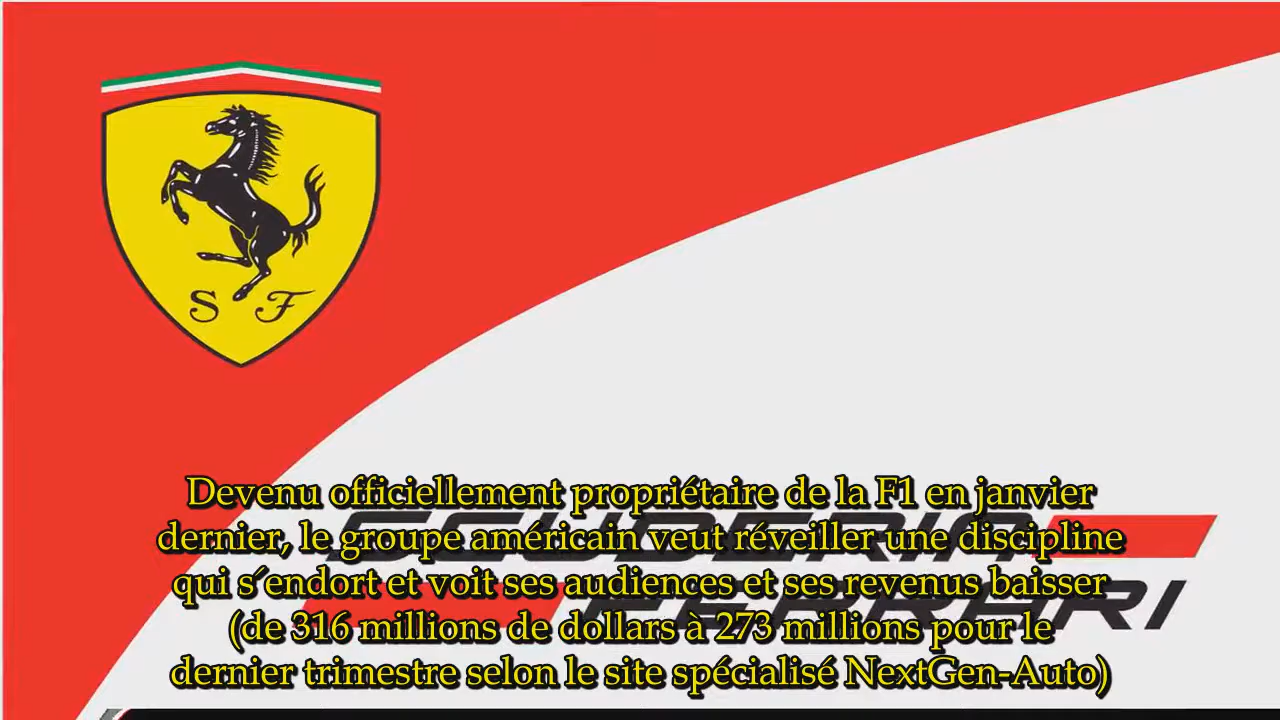 S F
Devenu officiellement propriétaire de la F1 en janvier
dernier, le groupe américain veut réveiller une discipline
qui s´endort et voit ses audiences et ses revenus baisser
(de 316 millions de dollars à 273 millions pour le
dernier trimestre selon le site spécialisé NextGen-Auto)
SCUDERIA
FERRARI